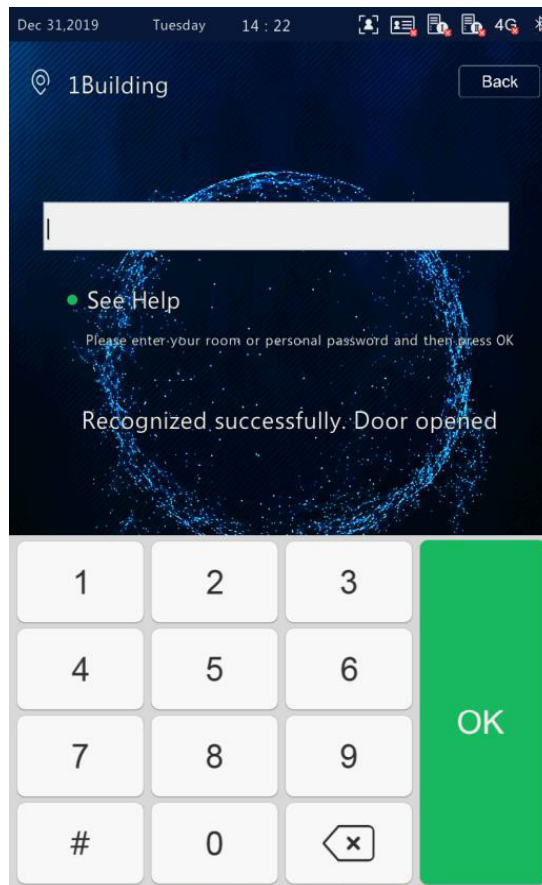 Dec 31,2019 Tuesday 14 : 22 4G
1Building Back
See Help
Please enter your room or personal password and then press OK
Recognized successfully. Door opened
1 2 3
4 5 6
OK
7 8 9
# 0